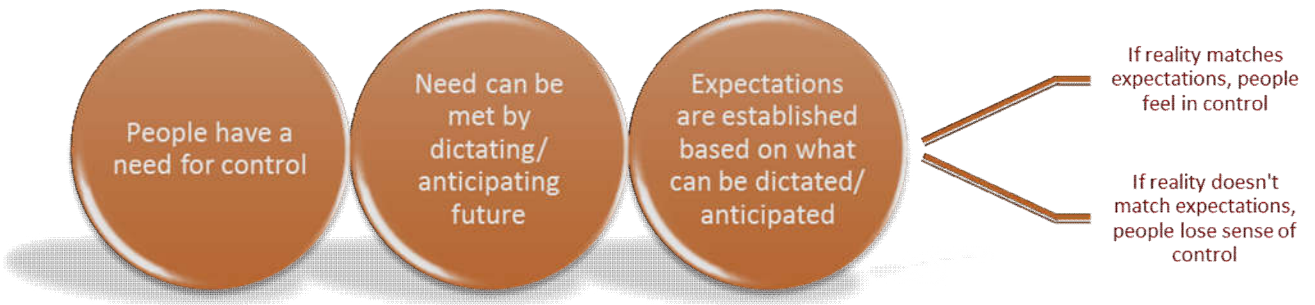 People have a
need for control
Need can be
met by
dictating/
anticipating
future
Expectations
are established
based on what
can be dictated/
anticipated
If reality matches
expectations, people
feel in control
If reality doesn't
match expectations,
people lose sense of
control